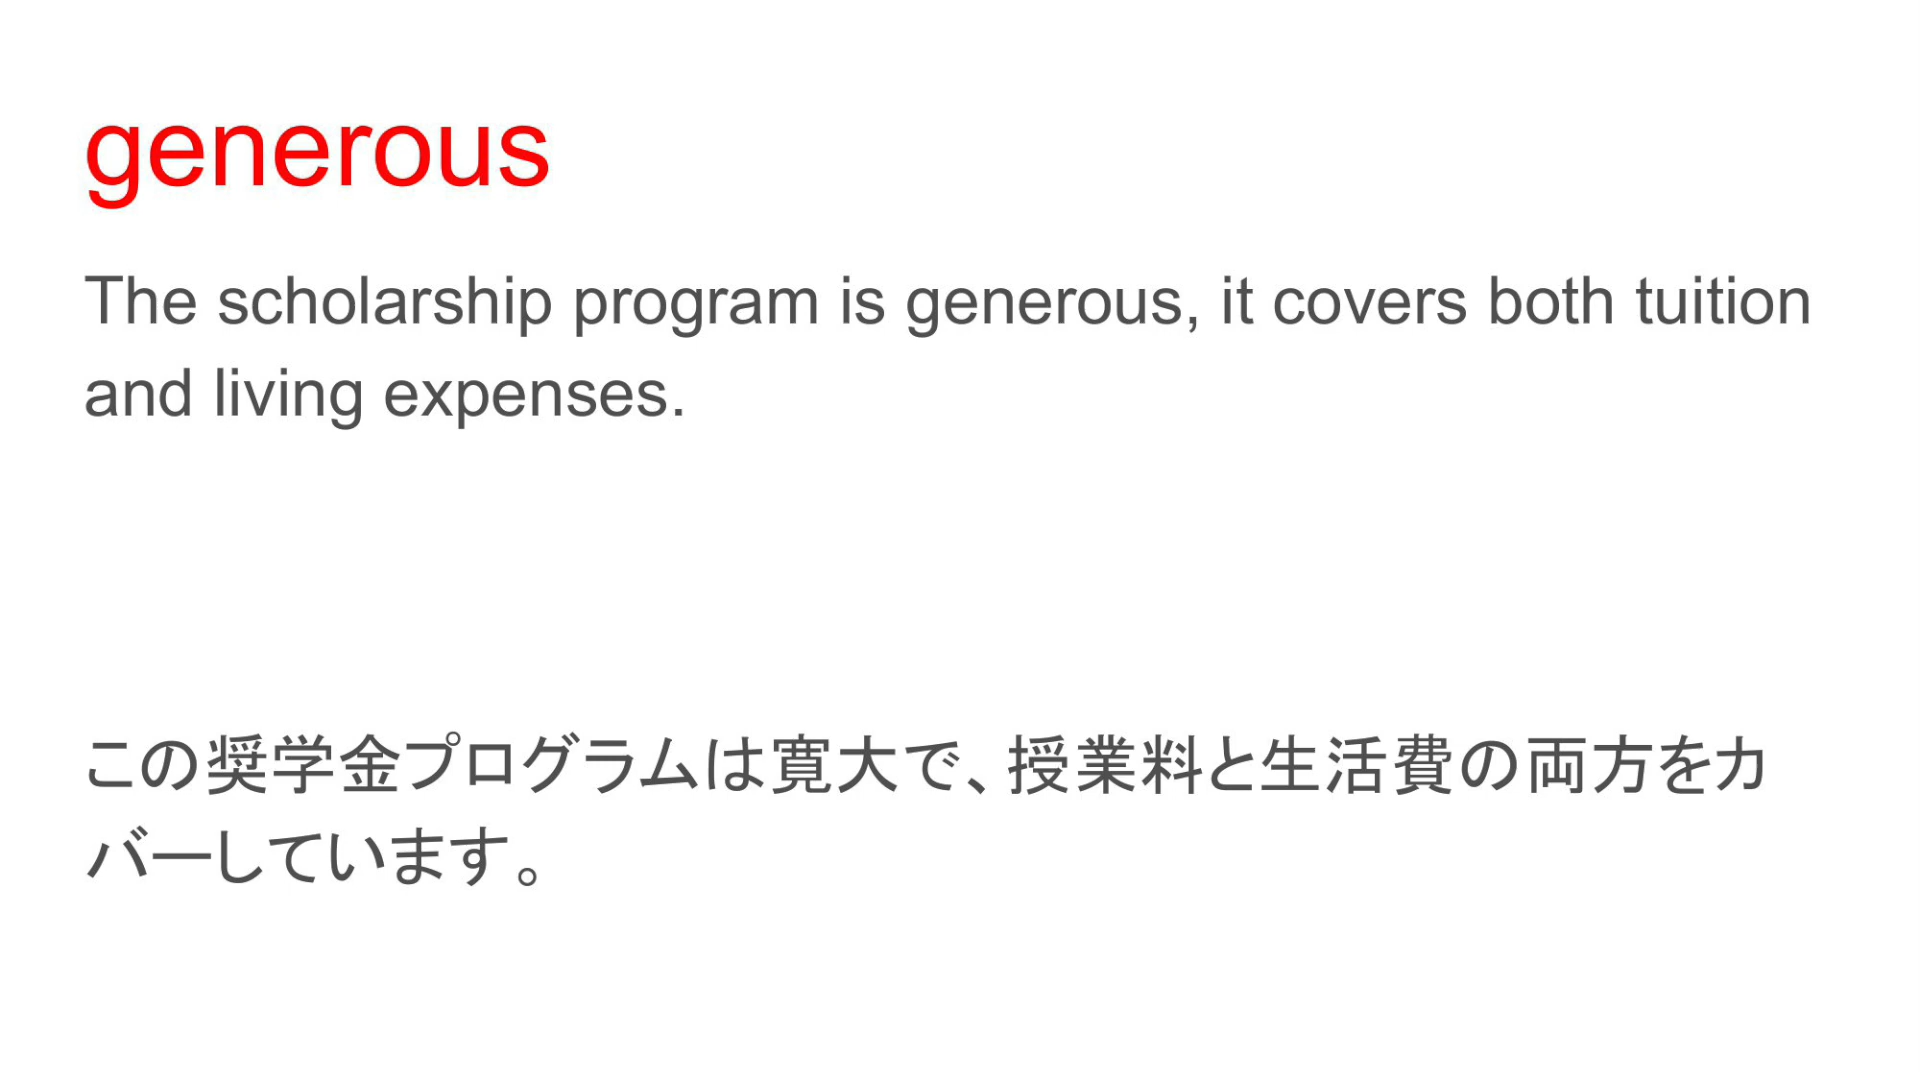 generous
The scholarship program is generous, it covers both tuition
and living expenses.
この奨学金プログラムは寛大で、授業料と生活費の両方をカ
バーしています。